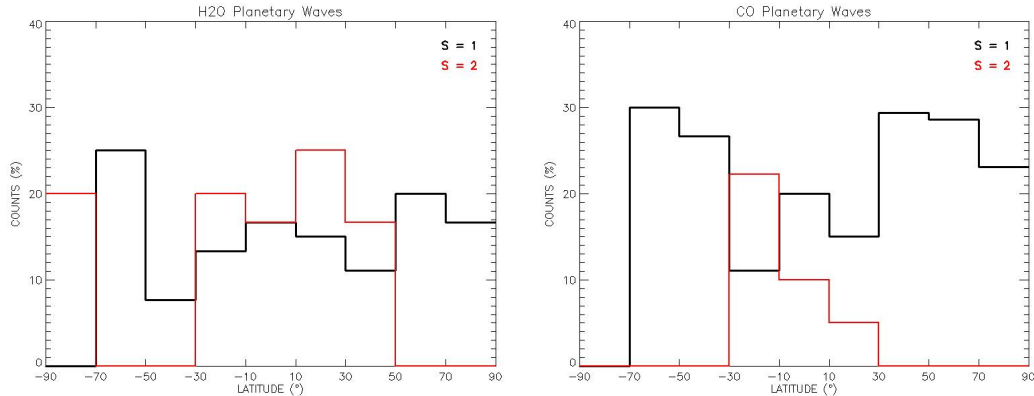 H2O Planetary Waves
40
30
20
10
0
COUNTS (%)
S = 1
S = 2
-90 -70 -50 -30 -10 10 30 50 70 90
LATITUDE (°)
CO Planetary Waves
40
30
20
10
0
COUNTS (%)
S = 1
S = 2
-90 -70 -50 -30 -10 10 30 50 70 90
LATITUDE (°)